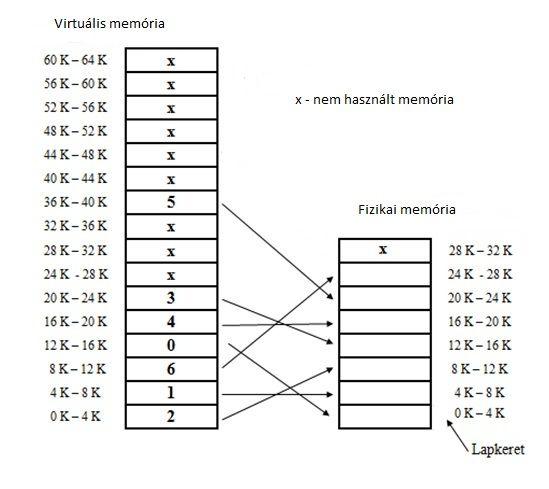 Virtuális memória
60 K – 64 K x
56 K – 60 K x
52 K – 56 K x
x - nem használt memória
48 K – 52 K x
44 K – 48 K x
40 K – 44 K x
36 K – 40 K 5
Fizikai memória
32 K – 36 K x
28 K – 32 K x x 28 K – 32 K
24 K - 28 K x 24 K - 28 K
20 K – 24 K 3 20 K – 24 K
16 K – 20 K 4 16 K – 20 K
12 K – 16 K 0 12 K – 16 K
8 K – 12 K 6 8 K – 12 K
4 K – 8 K 1 4 K – 8 K
0 K – 4 K 2 0 K – 4 K
Lapkeret